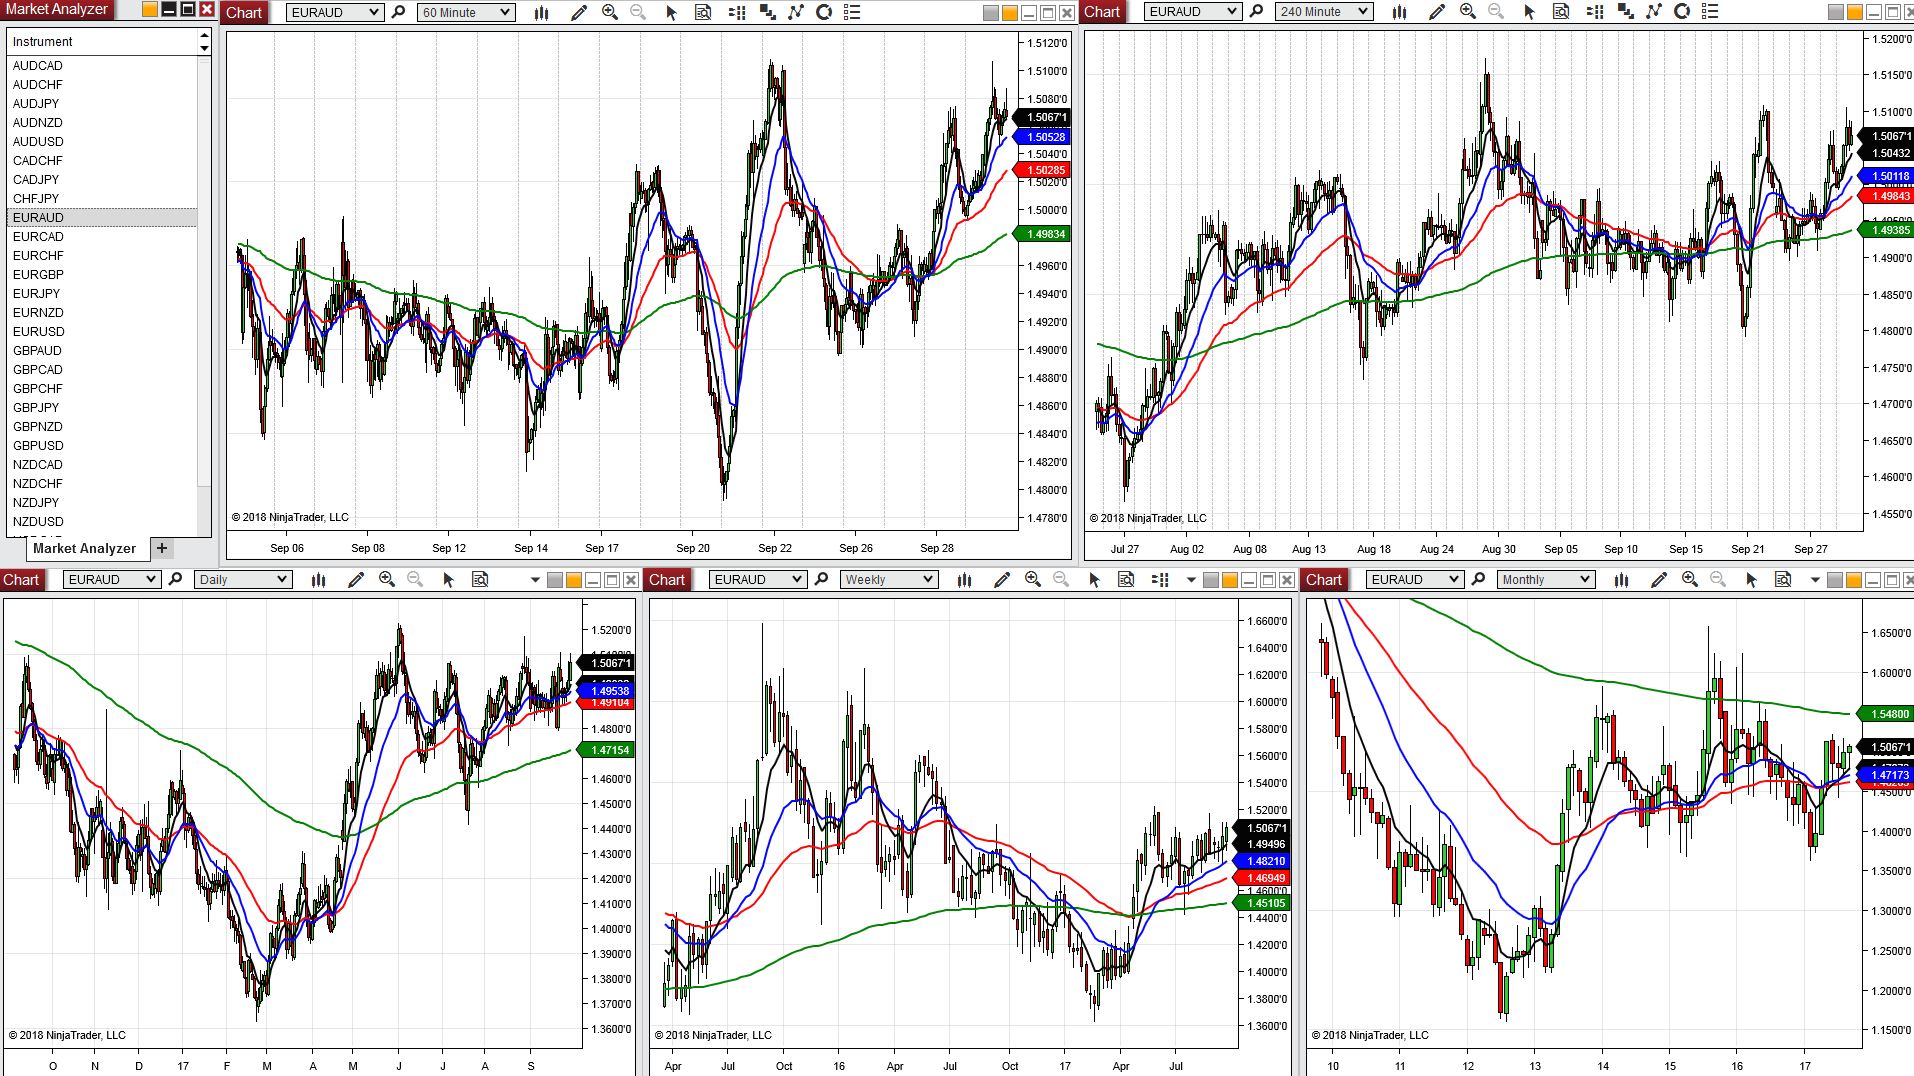 Market Analyzer
Instrument
AUDCAD
AUDCHF
AUDJPY
AUDNZD
AUDUSD
CADCHF
CADJPY
CHFJPY
EURAUD
EURCAD
EURCHF
EURGBP
EURJPY
EURNZD
EURUSD
GBPAUD
GBPCAD
GBPCHF
GBPJPY
GBPNZD
GBPUSD
NZDCAD
NZDCHF
NZDJPY
NZDUSD
Market Analyzer +
Chart EURAUD 60 Minute
1.5120'0
1.5100'0
1.5080'0
1.5067'1
1.50528
1.5040'0
1.50285
1.5020'0
1.5000'0
1.49834
1.4960'0
1.4940'0
1.4920'0
1.4900'0
1.4880'0
1.4860'0
1.4840'0
1.4820'0
1.4800'0
1.4780'0
© 2018 NinjaTrader, LLC
Sep 06 Sep 08 Sep 12 Sep 14 Sep 17 Sep 20 Sep 22 Sep 26 Sep 28
Chart EURAUD 240 Minute
1.5200'0
1.5150'0
1.5100'0
1.5067'1
1.50432
1.50118
1.49843
1.49385
1.4900'0
1.4850'0
1.4800'0
1.4750'0
1.4700'0
1.4650'0
1.4600'0
1.4550'0
© 2018 NinjaTrader, LLC
Jul 27 Aug 02 Aug 08 Aug 13 Aug 18 Aug 24 Aug 30 Sep 05 Sep 10 Sep 15 Sep 21 Sep 27
Chart EURAUD Daily
1.5200'0
1.5067'1
1.49538
1.49104
1.4800'0
1.47154
1.4600'0
1.4500'0
1.4400'0
1.4300'0
1.4200'0
1.4100'0
1.4000'0
1.3900'0
1.3800'0
1.3700'0
1.3600'0
© 2018 NinjaTrader, LLC
O N D 17 F M A M J J A S
Chart EURAUD Weekly
1.6600'0
1.6400'0
1.6200'0
1.6000'0
1.5800'0
1.5600'0
1.5400'0
1.5200'0
1.5067'1
1.49496
1.48210
1.46949
1.4600'0
1.45105
1.4400'0
1.4200'0
1.4000'0
1.3800'0
1.3600'0
© 2018 NinjaTrader, LLC
Apr Jul Oct 16 Apr Jul Oct 17 Apr Jul
Chart EURAUD Monthly
1.6500'0
1.6000'0
1.54800
1.5067'1
1.47173
1.4500'0
1.4000'0
1.3500'0
1.3000'0
1.2500'0
1.2000'0
1.1500'0
© 2018 NinjaTrader, LLC
10 11 12 13 14 15 16 17